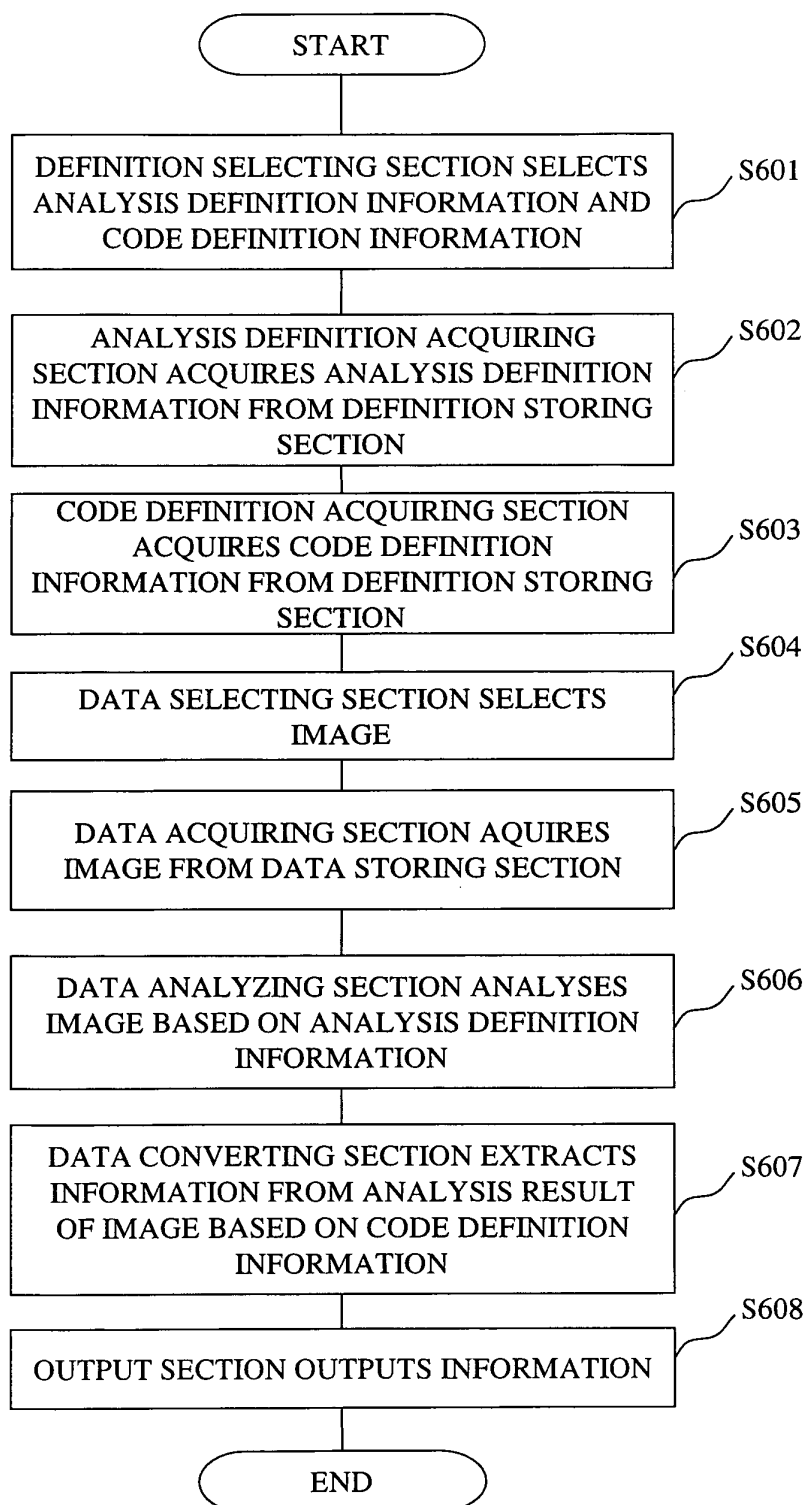 START
DEFINITION SELECTING SECTION SELECTS
ANALYSIS DEFINITION INFORMATION AND
CODE DEFINITION INFORMATION
S601
ANALYSIS DEFINITION ACQUIRING
SECTION ACQUIRES ANALYSIS DEFINITION
INFORMATION FROM DEFINITION STORING
SECTION
S602
CODE DEFINITION ACQUIRING SECTION
ACQUIRES CODE DEFINITION
INFORMATION FROM DEFINITION STORING
SECTION
S603
DATA SELECTING SECTION SELECTS
IMAGE
S604
DATA ACQUIRING SECTION AQUIRES
IMAGE FROM DATA STORING SECTION
S605
DATA ANALYZING SECTION ANALYSES
IMAGE BASED ON ANALYSIS DEFINITION
INFORMATION
S606
DATA CONVERTING SECTION EXTRACTS
INFORMATION FROM ANALYSIS RESULT
OF IMAGE BASED ON CODE DEFINITION
INFORMATION
S607
OUTPUT SECTION OUTPUTS INFORMATION
S608
END